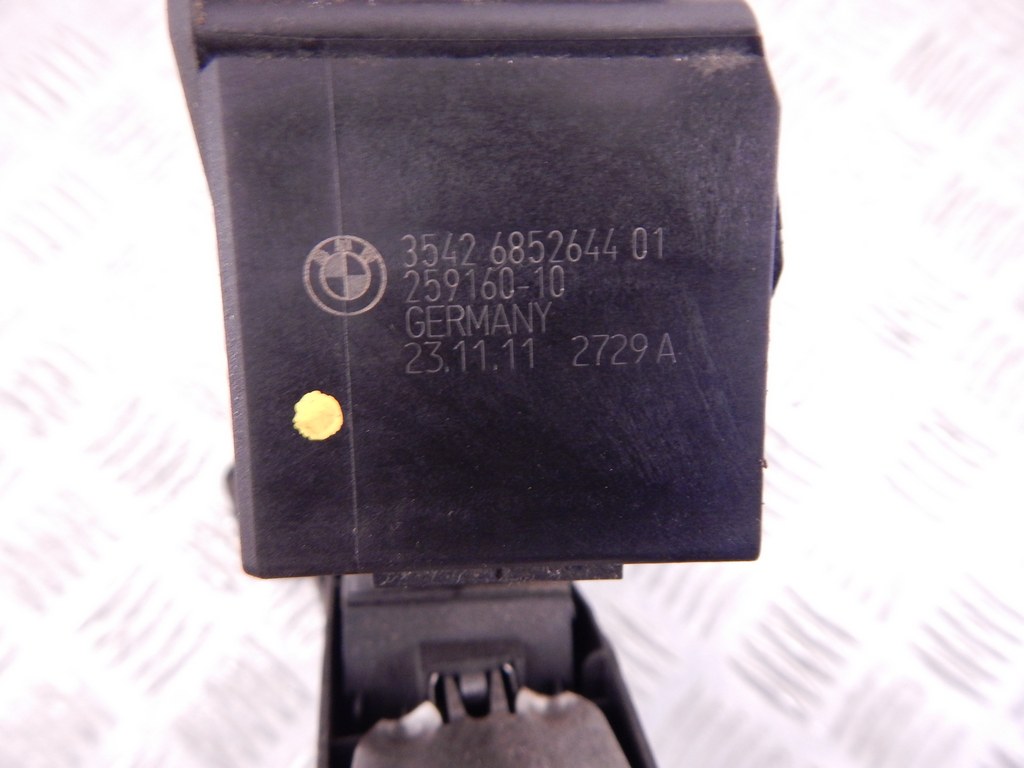 3542 6852644 01
259160-10
GERMANY
23.11.11 2729 A